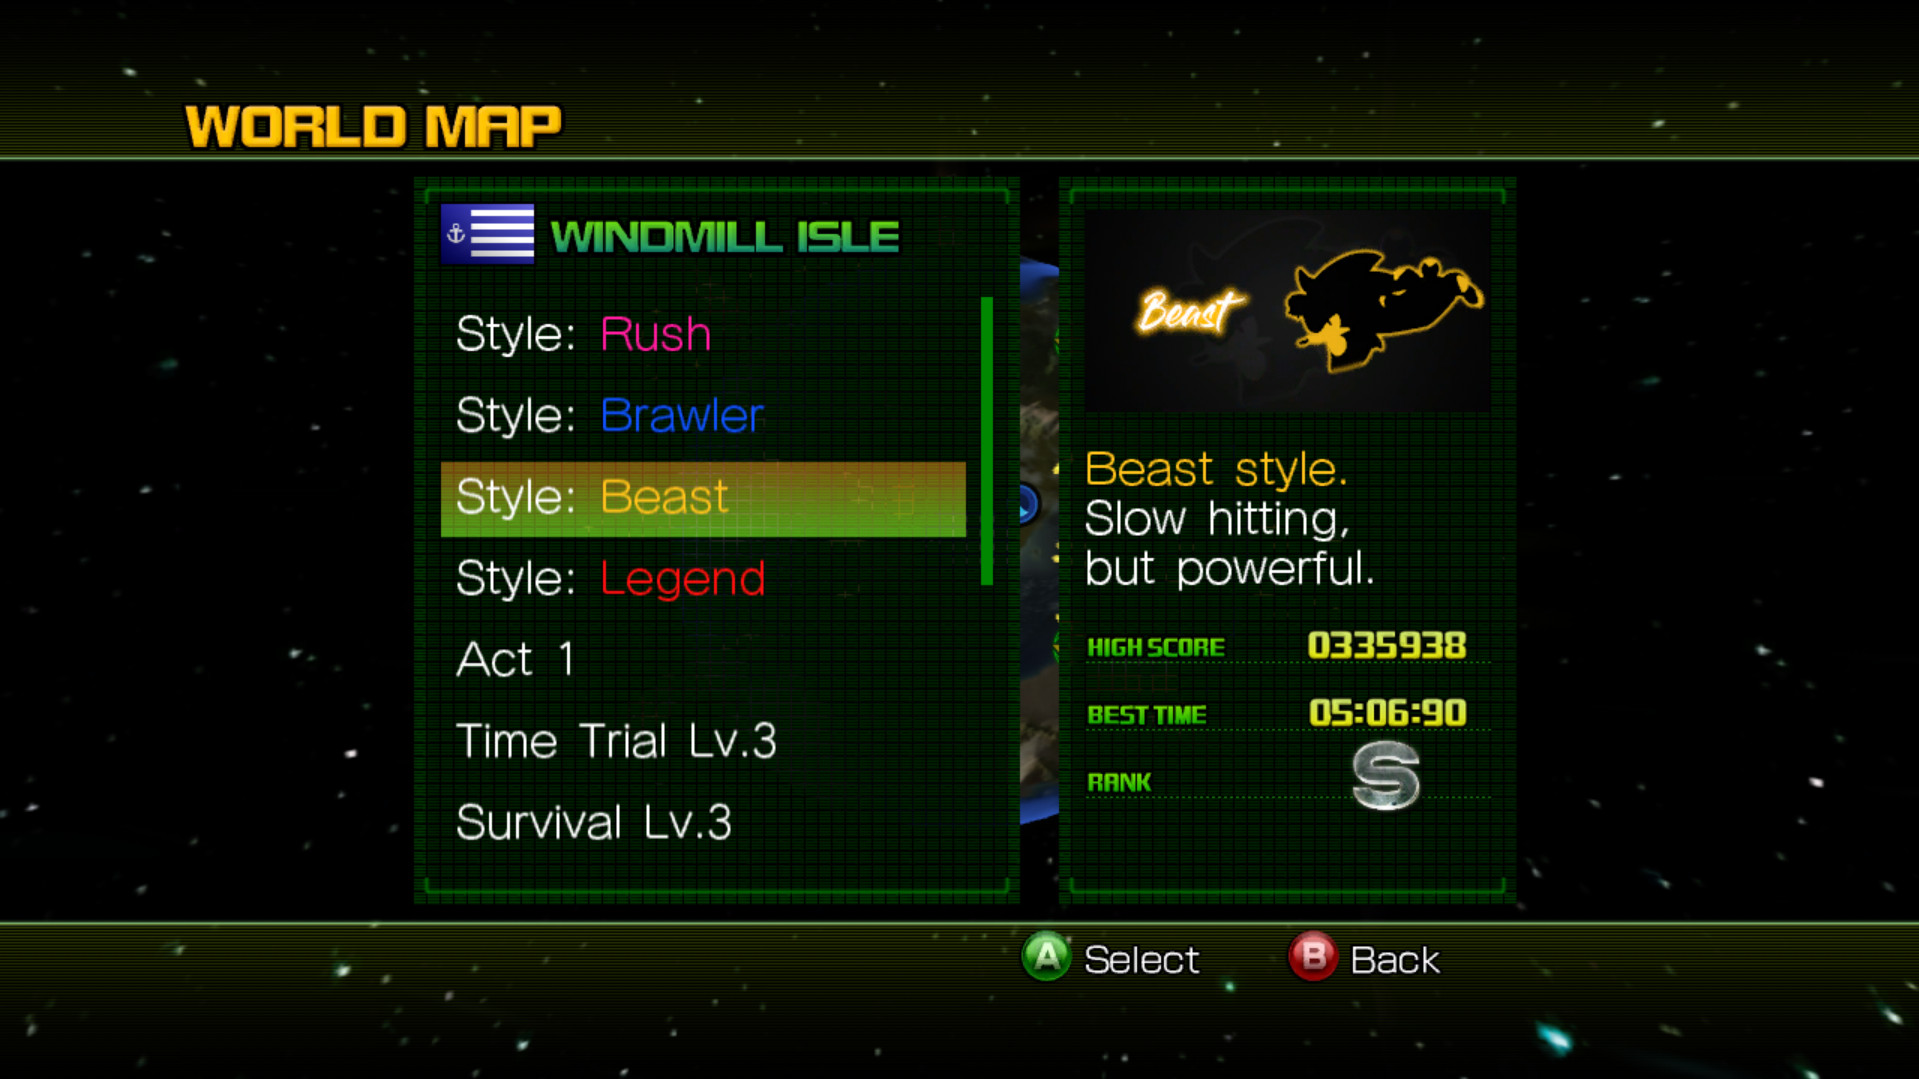 WORLD MAP
WINDMILL ISLE
Style: Rush
Style: Brawler
Style: Beast
Style: Legend
Act 1
Time Trial Lv.3
Survival Lv.3
Beast
Beast style.
Slow hitting,
but powerful.
HIGH SCORE 0335938
BEST TIME 05:06:90
RANK S
A Select B Back